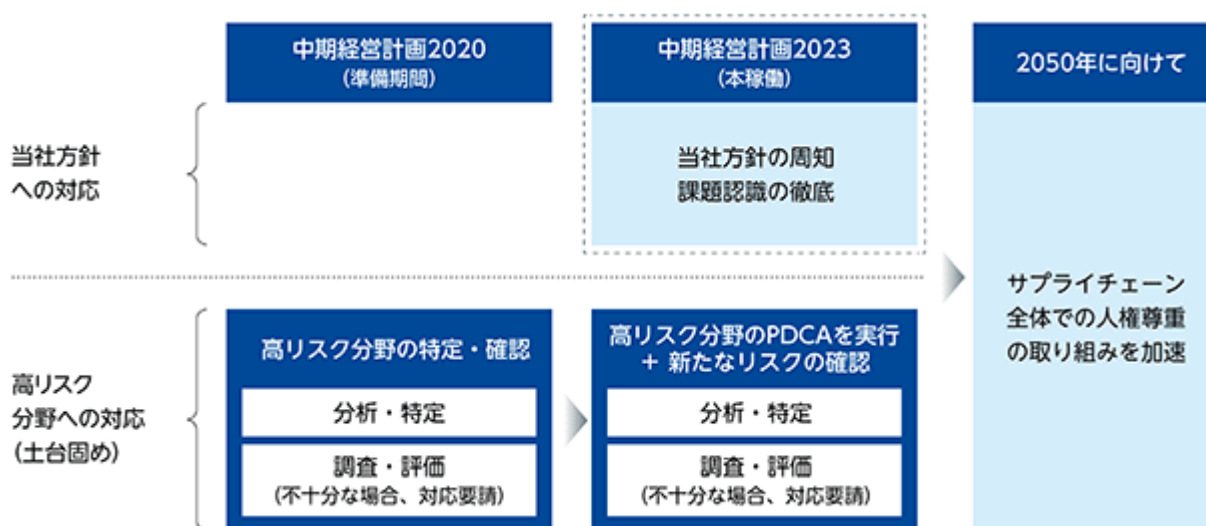 中期経営計画2020
(準備期間)
中期経営計画2023
(本稼働)
2050年に向けて
当社方針
への対応
当社方針の周知
課題認識の徹底
高リスク
分野への対応
(土台固め)
高リスク分野の特定・確認
分析・特定
調査・評価
(不十分な場合、対応要請)
高リスク分野のPDCAを実行
+ 新たなリスクの確認
分析・特定
調査・評価
(不十分な場合、対応要請)
サプライチェーン
全体での人権尊重
の取り組みを加速